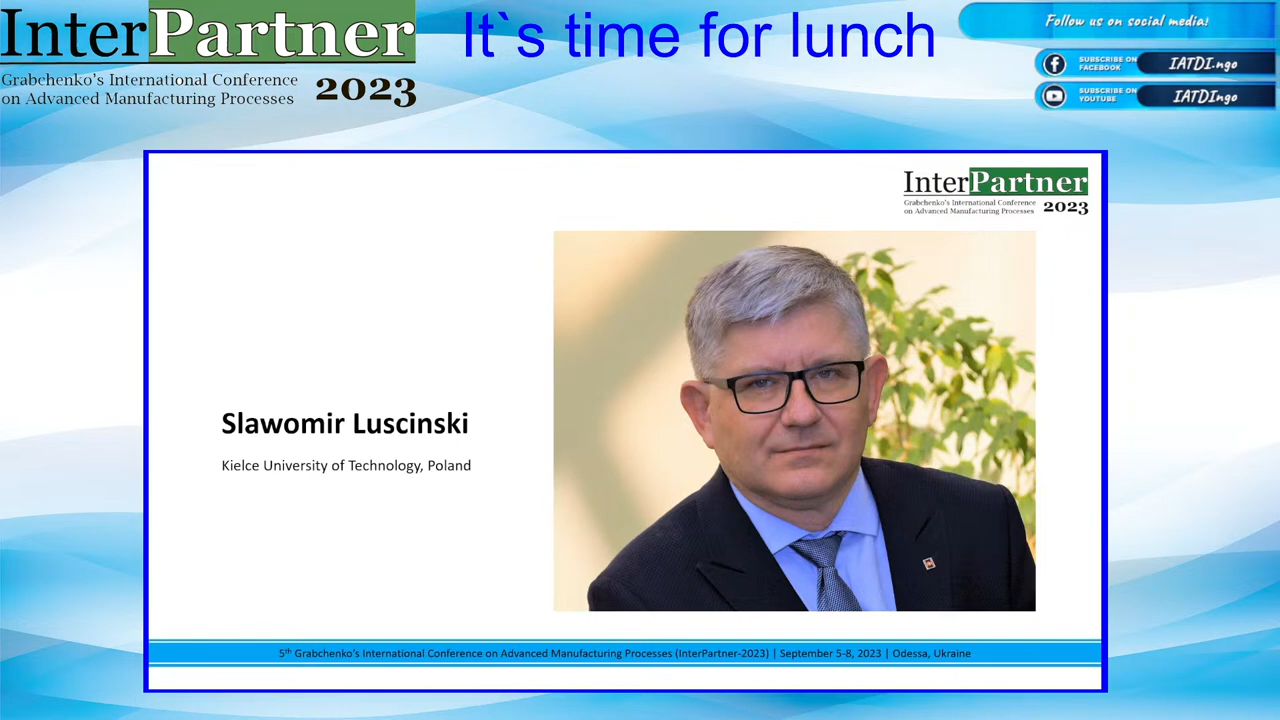 InterPartner
Grabchenko's International Conference
on Advanced Manufacturing Processes
2023
It`s time for lunch
Follow us on social media!
SUBSCRIBE ON
FACEBOOK
IATDI.ngo
SUBSCRIBE ON
YOUTUBE
IATDIngo
InterPartner
Grabchenko's International Conference
on Advanced Manufacturing Processes
2023
Slawomir Luscinski
Kielce University of Technology, Poland
5th Grabchenko's International Conference on Advanced Manufacturing Processes (InterPartner-2023) | September 5-8, 2023 | Odessa, Ukraine